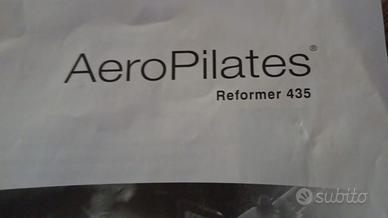 AeroPilates®
Reformer 435
subito